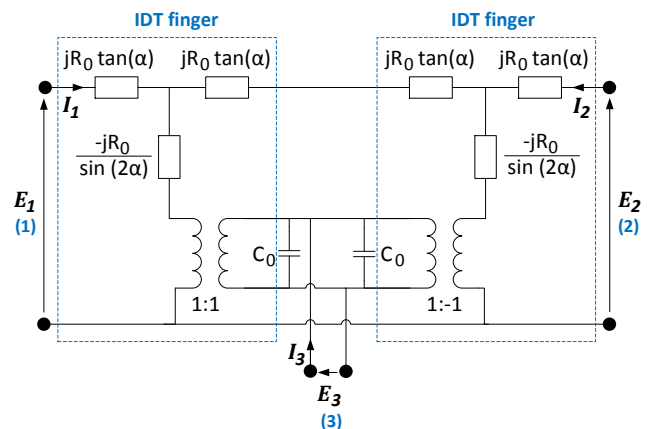 IDT finger
IDT finger
jR0 tan(α)
jR0 tan(α)
jR0 tan(α)
jR0 tan(α)
I1
I2
-jR0
sin (2α)
-jR0
sin (2α)
E1
(1)
E2
(2)
C0
C0
1:1
1:-1
I3
E3
(3)